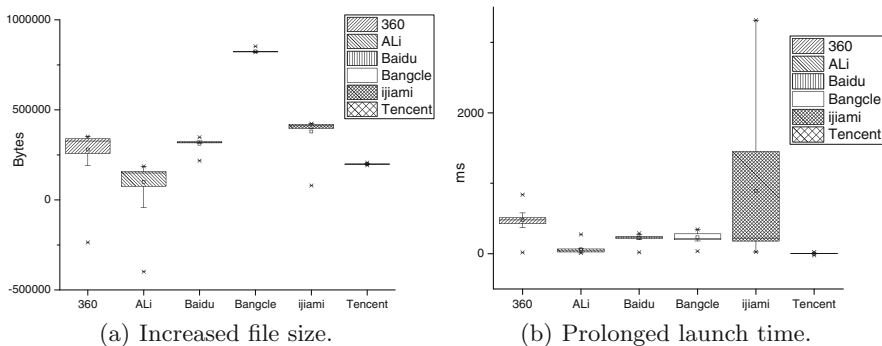 1000000
500000
0
-500000
Bytes
360
ALi
Baidu
Bangcle
ijiami
Tencent
360
ALi
Baidu
Bangcle
ijiami
Tencent
(a) Increased file size.
2000
0
ms
360
ALi
Baidu
Bangcle
ijiami
Tencent
360
ALi
Baidu
Bangcle
ijiami
Tencent
(b) Prolonged launch time.